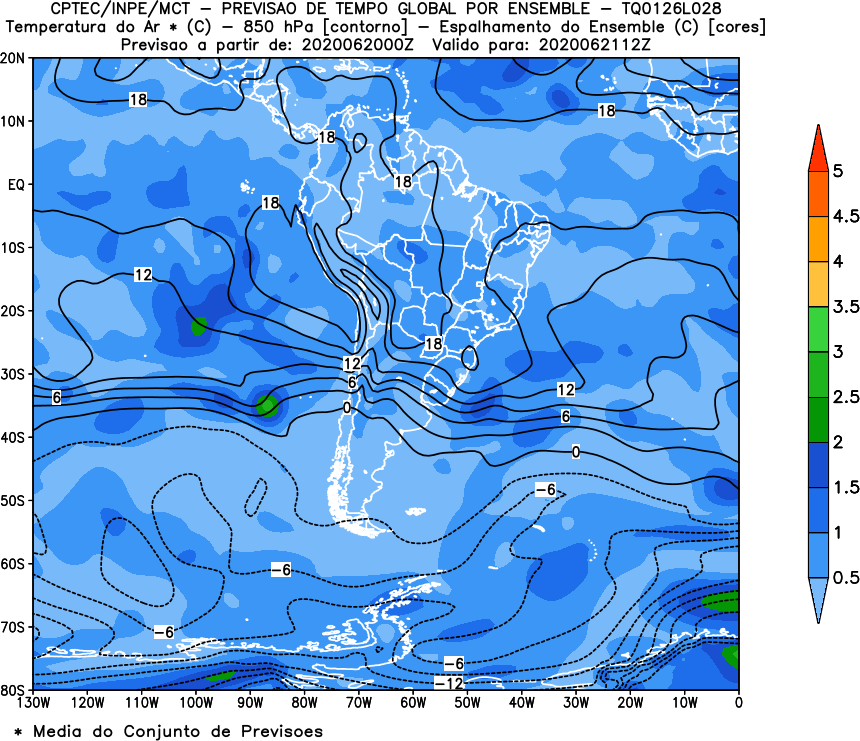 CPTEC/INPE/MCT - PREVISAO DE TEMPO GLOBAL POR ENSEMBLE - TQ0126L028
Temperatura do Ar * (C) - 850 hPa [contorno] - Espalhamento do Ensemble (C) [cores]
Previsao a partir de: 2020062000Z Valido para: 2020062112Z
20N
18
18
10N
18
5
18
EQ
18
4.5
10S
4
12
3.5
20S
3
18
12
30S
6
12
2.5
6
0
6
2
40S
0
1.5
-6
50S
1
60S
-6
0.5
70S
-6
-6
-12
80S
130W 120W 110W 100W 90W 80W 70W 60W 50W 40W 30W 20W 10W 0
* Media do Conjunto de Previsoes